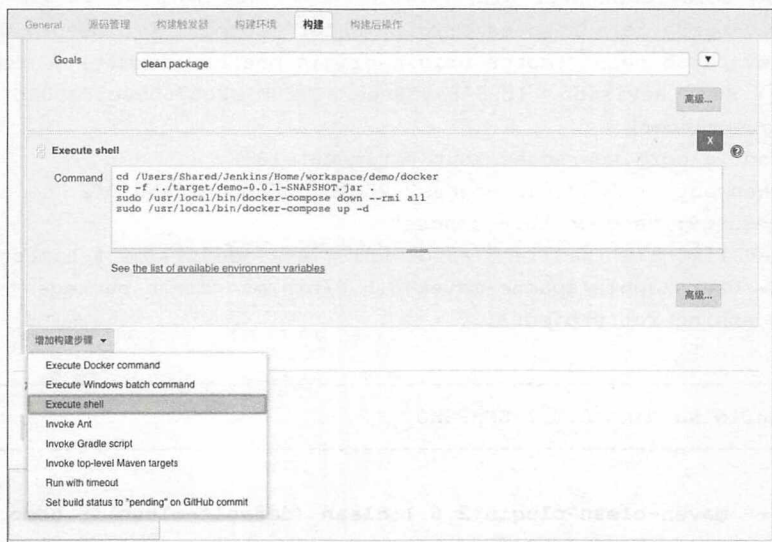 General 源码管理 构建触发器 构建环境 构建 构建后操作
Goals
clean package
高级...
X
Execute shell
Command
cd /Users/Shared/Jenkins/Home/workspace/demo/docker
cp -f ../target/demo-0.0.1-SNAPSHOT.jar .
sudo /usr/local/bin/docker-compose down --rmi all
sudo /usr/local/bin/docker-compose up -d
See the list of available environment variables
高级...
增加构建步骤
Execute Docker command
Execute Windows batch command
Execute shell
Invoke Ant
Invoke Gradle script
Invoke top-level Maven targets
Run with timeout
Set build status to "pending" on GitHub commit